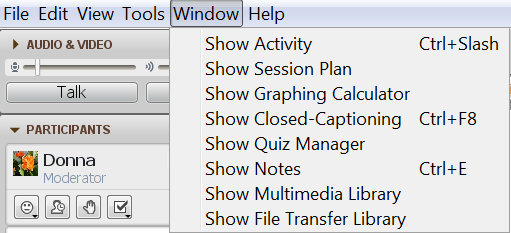 File Edit View Tools Window Help
AUDIO & VIDEO
Talk
PARTICIPANTS
Donna
Moderator
Show Activity Ctrl+Slash
Show Session Plan
Show Graphing Calculator
Show Closed-Captioning Ctrl+F8
Show Quiz Manager
Show Notes Ctrl+E
Show Multimedia Library
Show File Transfer Library